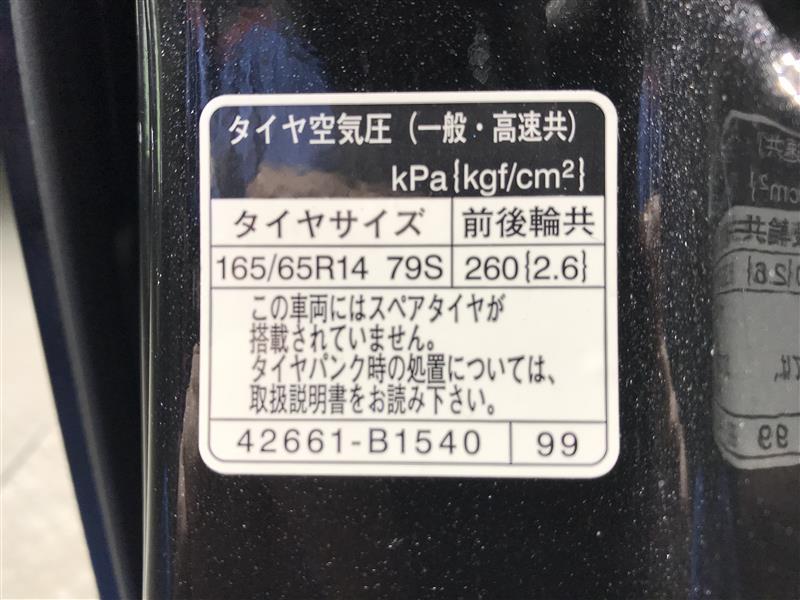 タイヤ空気圧（一般・高速共）
kPa{kgf/cm²}
タイヤサイズ 前後輪共
165/65R14 79S 260{2.6}
この車両にはスペアタイヤが
搭載されていません。
タイヤパンク時の処置については、
取扱説明書をお読み下さい。
42661-B1540 99